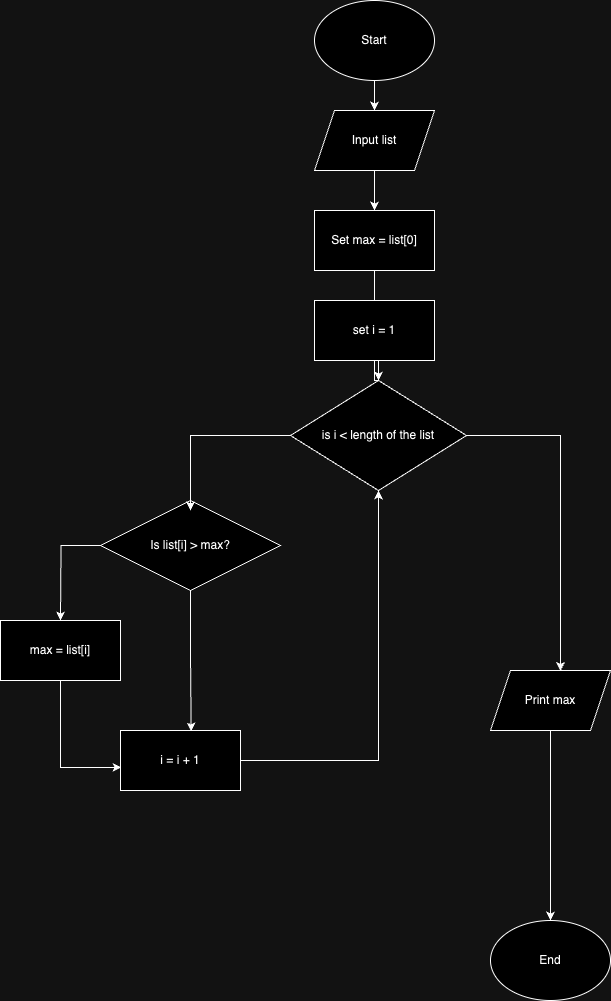 Start
Input list
Set max = list[0]
set i = 1
is i < length of the list
Is list[i] > max?
max = list[i]
Print max
i = i + 1
End